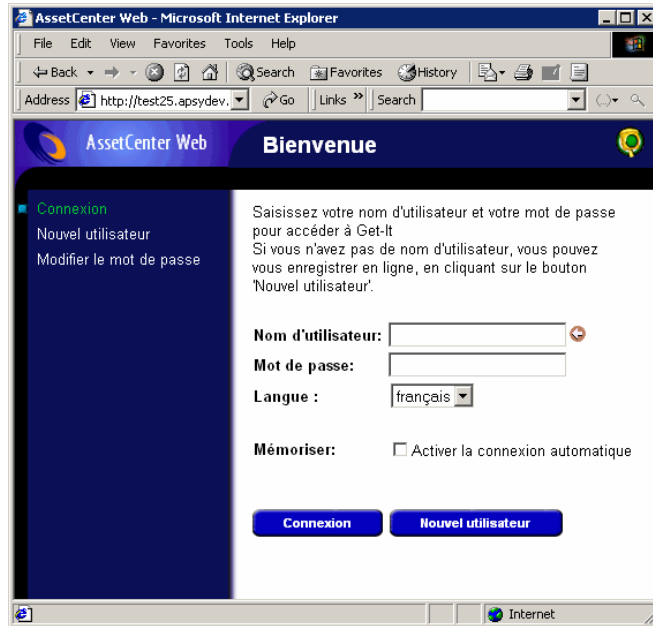 AssetCenter Web - Microsoft Internet Explorer
File Edit View Favorites Tools Help
Back Search Favorites History
Address http://test25.apsydev. Go Links » Search
AssetCenter Web
Bienvenue
Connexion
Nouvel utilisateur
Modifier le mot de passe
Saisissez votre nom d'utilisateur et votre mot de passe
pour accéder à Get-It
Si vous n'avez pas de nom d'utilisateur, vous pouvez
vous enregistrer en ligne, en cliquant sur le bouton
'Nouvel utilisateur'.
Nom d'utilisateur:
Mot de passe:
Langue : français
Mémoriser: Activer la connexion automatique
Connexion Nouvel utilisateur
Internet